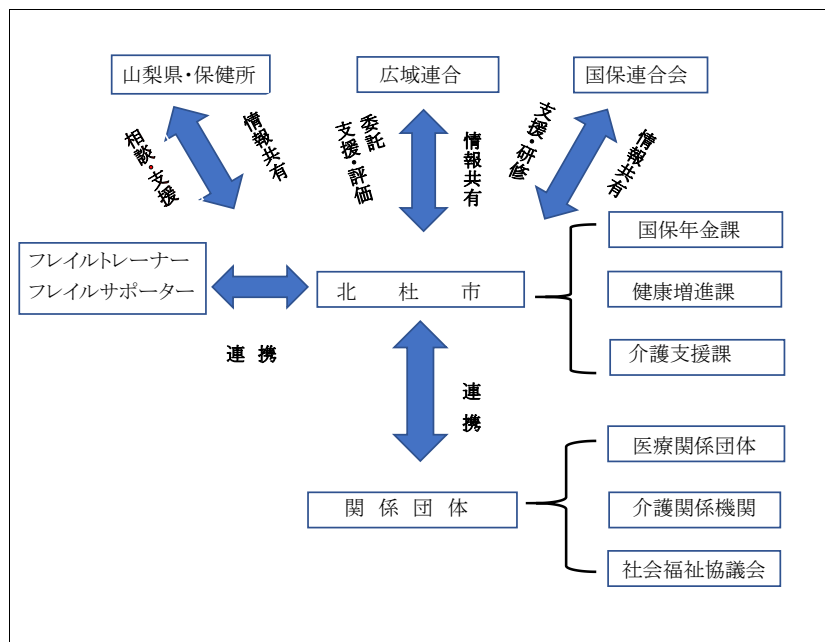 山梨県・保健所
広域連合
国保連合会
相談・支援
情報共有
委託
支援・評価
情報共有
支援・研修
情報共有
フレイルトレーナー
フレイルサポーター
連 携
北 杜 市
国保年金課
健康増進課
介護支援課
連 携
関 係 団 体
医療関係団体
介護関係機関
社会福祉協議会